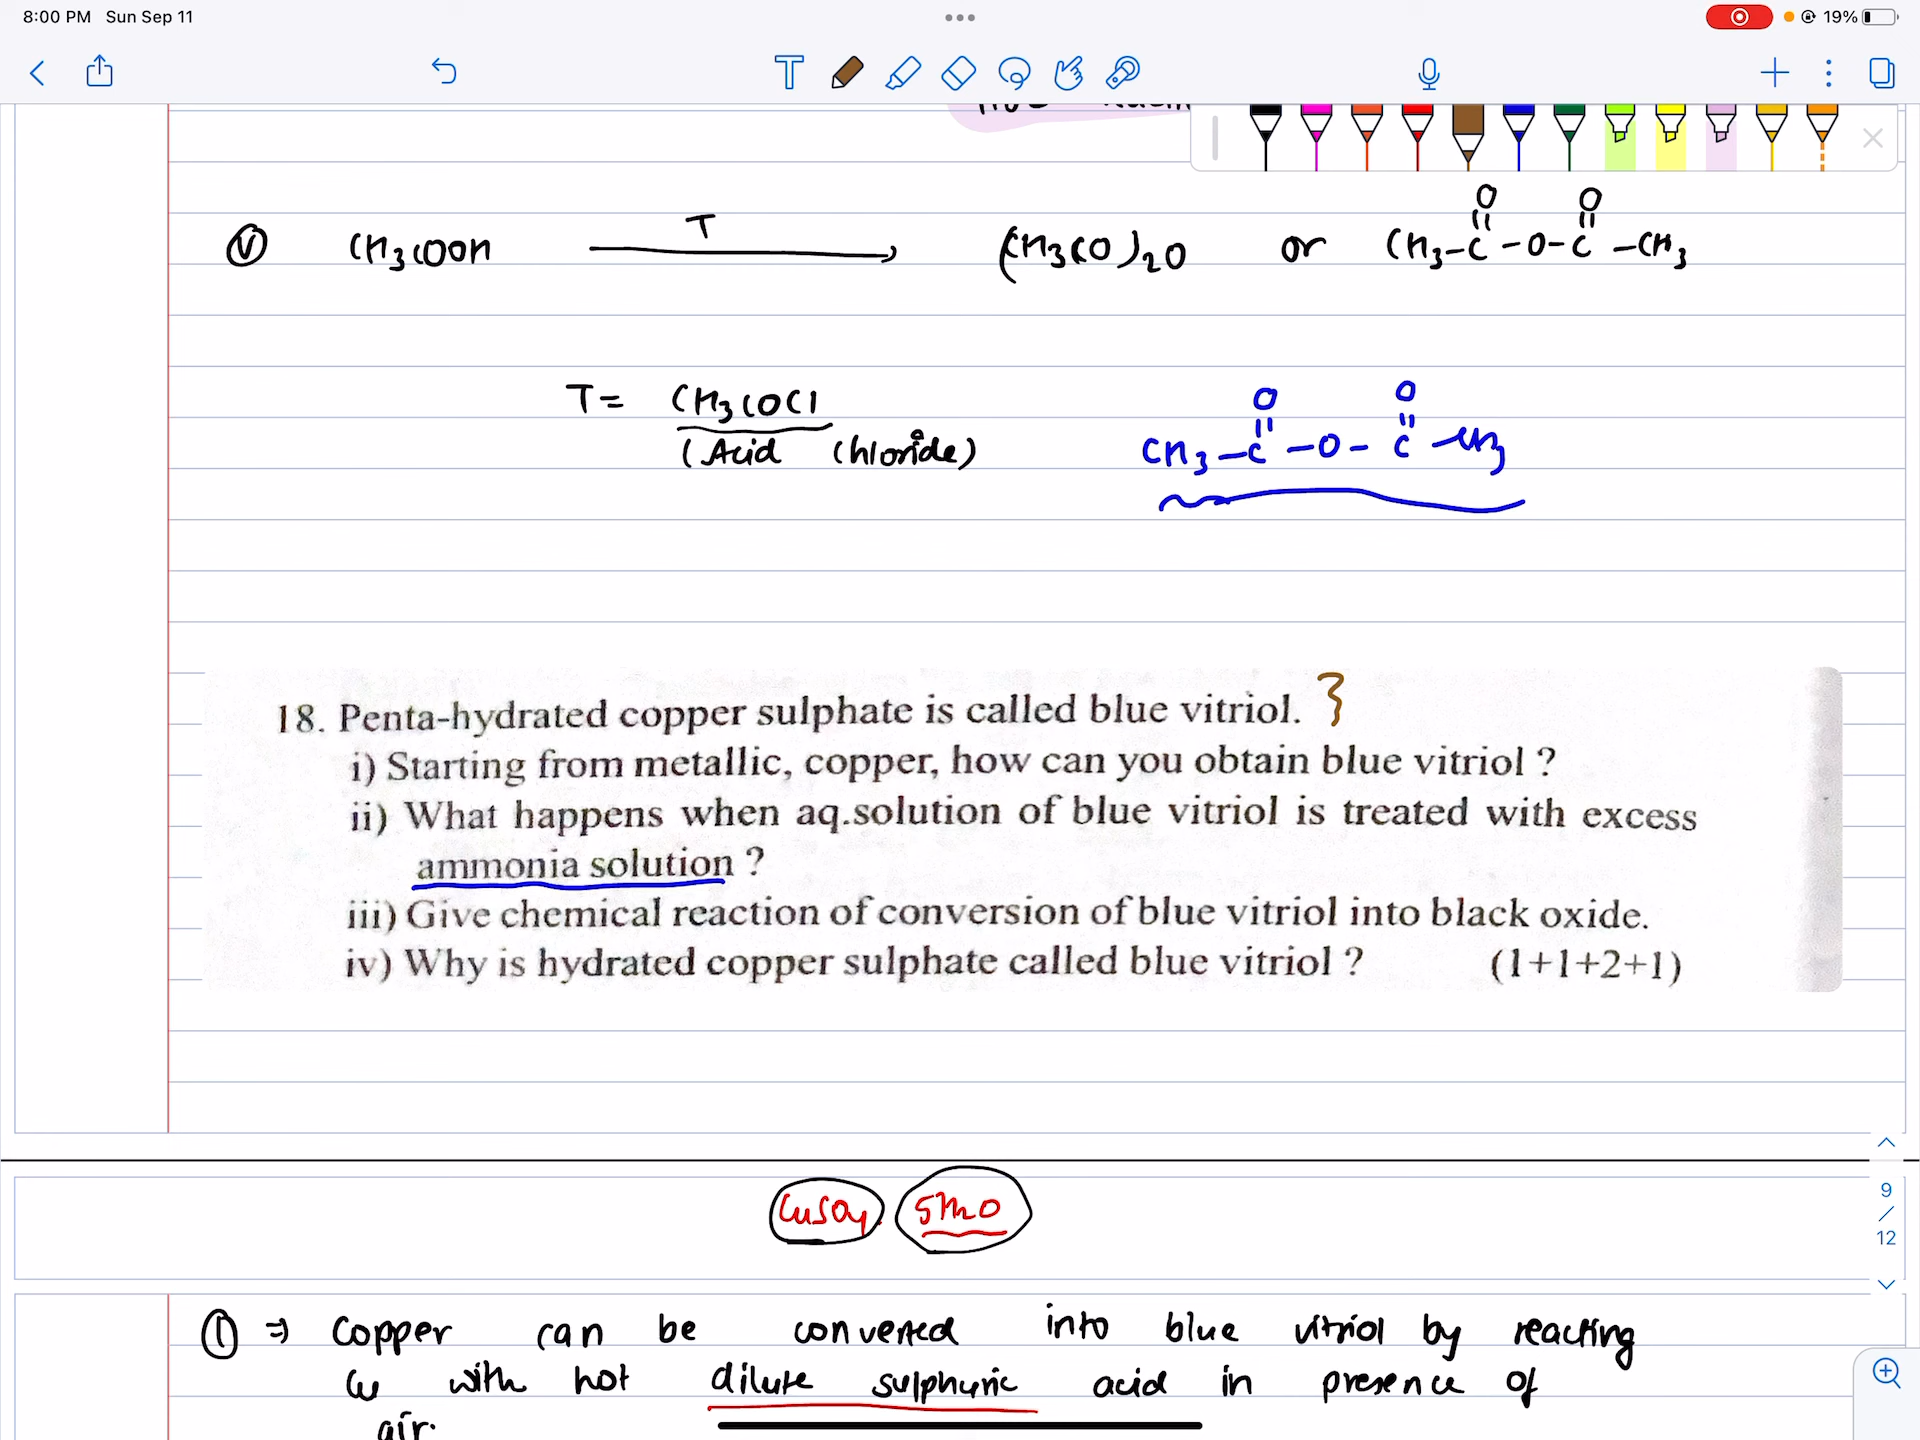 8:00 PM Sun Sep 11
19%
T
Ⓥ CH3COOH T (CH3CO)2O or CH3-C-O-C-CH3
O O
T= CH3COCl
(Acid Chloride)
O O
CH3-C-O-C-CH3
18. Penta-hydrated copper sulphate is called blue vitriol. }
i) Starting from metallic, copper, how can you obtain blue vitriol ?
ii) What happens when aq.solution of blue vitriol is treated with excess
ammonia solution ?
iii) Give chemical reaction of conversion of blue vitriol into black oxide.
iv) Why is hydrated copper sulphate called blue vitriol ? (1+1+2+1)
CuSO4. 5H2O
9
/
12
① ⇒ Copper can be converted into blue vitriol by reacting
Cu with hot dilute sulphuric acid in presence of
air.